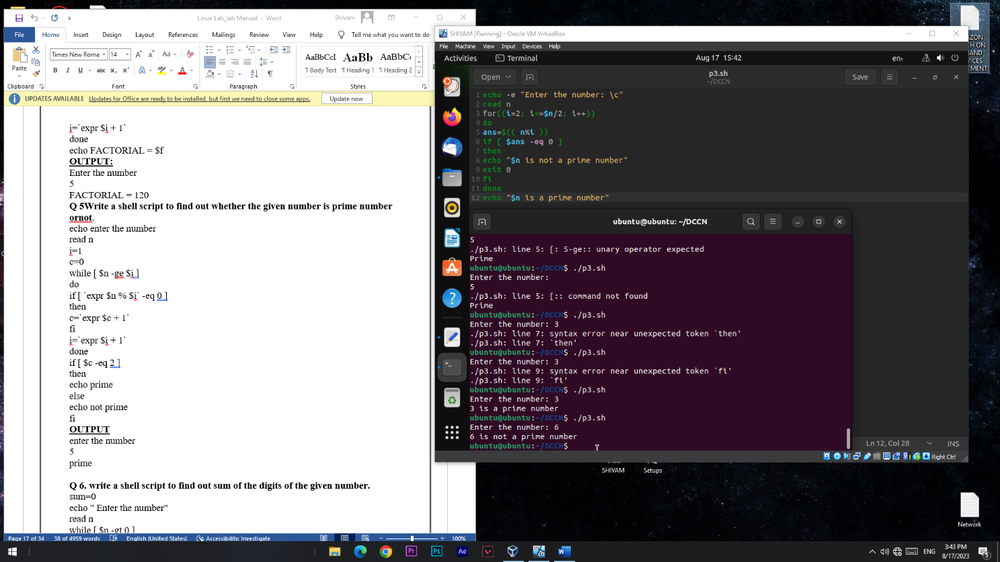 Linux Lab_lab Manual - Word
Shivam
File
Home
Insert
Design
Layout
References
Mailings
Review
View
Help
Tell me what you want to do
Paste
Clipboard
Times New Roma
14
Font
Paragraph
AaBbCcI
AaBb
AaBbCc
¶ Body Text
¶ Heading 1
¶ Heading 2
Styles
UPDATES AVAILABLE
Updates for Office are ready to be installed, but first we need to close some apps.
Update now
i=`expr $i + 1`
done
echo FACTORIAL = $f
OUTPUT:
Enter the number
5
FACTORIAL = 120
Q 5Write a shell script to find out whether the given number is prime number
ornot.
echo enter the number
read n
i=1
c=0
while [ $n -ge $i ]
do
if [ `expr $n % $i` -eq 0 ]
then
c=`expr $c + 1`
fi
i=`expr $i + 1`
done
if [ $c -eq 2 ]
then
echo prime
else
echo not prime
fi
OUTPUT
enter the number
5
prime
Q 6. write a shell script to find out sum of the digits of the given number.
sum=0
echo " Enter the number"
read n
while [ $n -gt 0 ]
Page 17 of 34
38 of 4959 words
English (United States)
Accessibility: Investigate
100%
SHIVAM [Running] - Oracle VM VirtualBox
File
Machine
View
Input
Devices
Help
Activities
Terminal
Aug 17 15:42
en₁
Open
p3.sh
~/DCCN
Save
1 echo -e "Enter the number: \c"
2 read n
3 for((i=2; i<=$n/2; i++))
4 do
5 ans=$(( n%i ))
6 if [ $ans -eq 0 ]
7 then
8 echo "$n is not a prime number"
9 exit 0
10 fi
11 done
12 echo "$n is a prime number"
ubuntu@ubuntu: ~/DCCN
5
./p3.sh: line 5: [: 5-ge:: unary operator expected
Prime
ubuntu@ubuntu:~/DCCN$ ./p3.sh
Enter the number:
5
./p3.sh: line 5: [:: command not found
Prime
ubuntu@ubuntu:~/DCCN$ ./p3.sh
Enter the number: 3
./p3.sh: line 7: syntax error near unexpected token `then'
./p3.sh: line 7: `then'
ubuntu@ubuntu:~/DCCN$ ./p3.sh
Enter the number: 3
./p3.sh: line 9: syntax error near unexpected token `fi'
./p3.sh: line 9: `fi'
ubuntu@ubuntu:~/DCCN$ ./p3.sh
Enter the number: 3
3 is a prime number
ubuntu@ubuntu:~/DCCN$ ./p3.sh
Enter the number: 6
6 is not a prime number
ubuntu@ubuntu:~/DCCN$
Ln 12, Col 28
INS
Right Ctrl
SHIVAM
Setups
Network
ENG
3:43 PM
8/17/2023
5